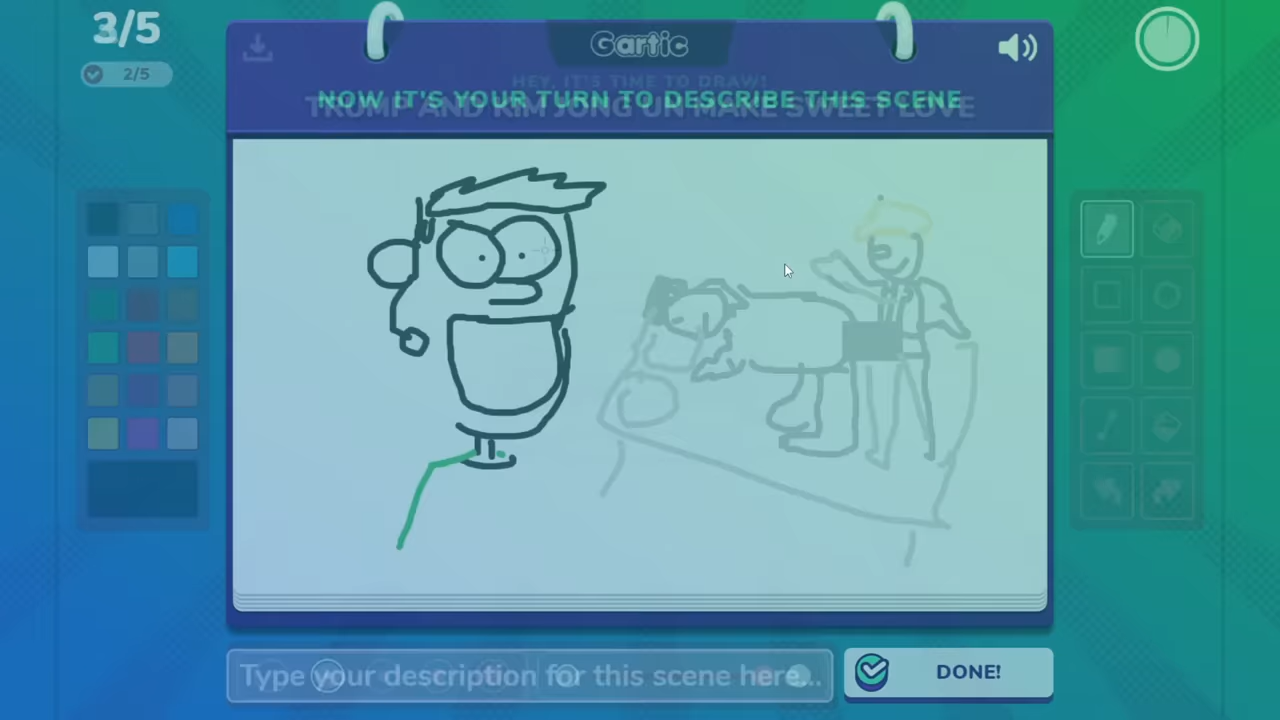 3/5
2/5
Gartic
HEY, IT'S TIME TO DRAW!
NOW IT'S YOUR TURN TO DESCRIBE THIS SCENE
TRUMP AND KIM JONG UN MAKE SWEET LOVE
Type your description for this scene here...
DONE!